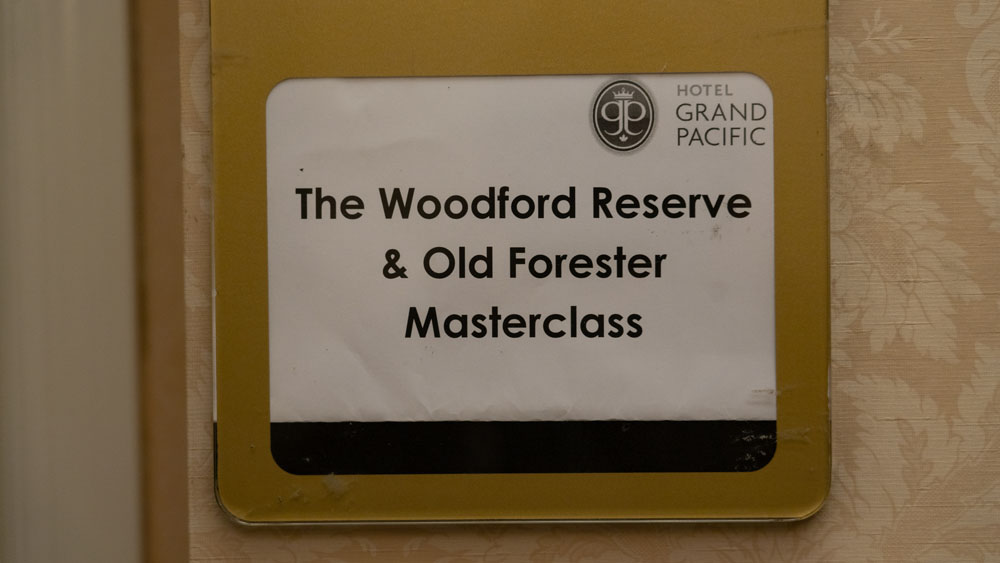 HOTEL
GRAND
PACIFIC
The Woodford Reserve
& Old Forester
Masterclass